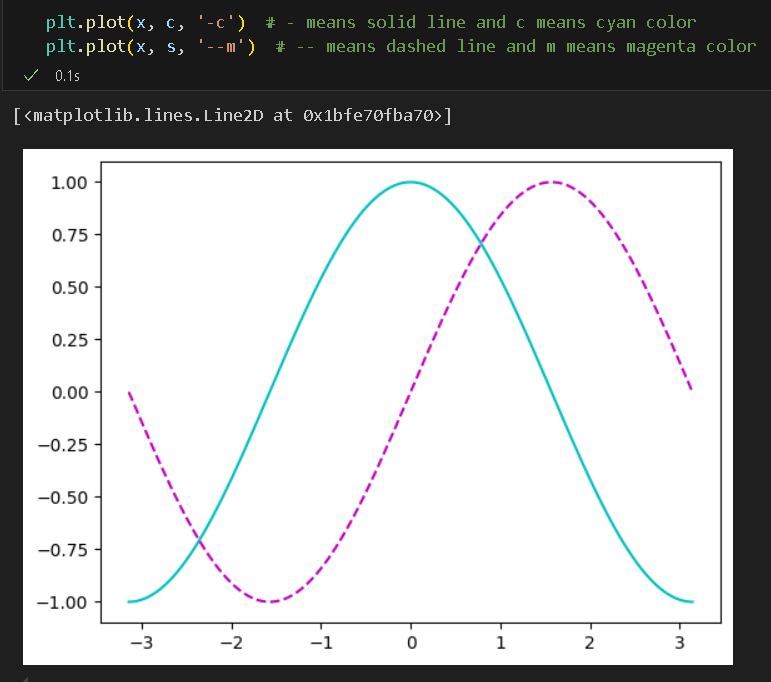 plt.plot(x, c, '-c')  # - means solid line and c means cyan color
plt.plot(x, s, '--m')  # -- means dashed line and m means magenta color
✓ 0.1s
[<matplotlib.lines.Line2D at 0x1bfe70fba70>]
1.00
0.75
0.50
0.25
0.00
−0.25
−0.50
−0.75
−1.00
−3 −2 −1 0 1 2 3